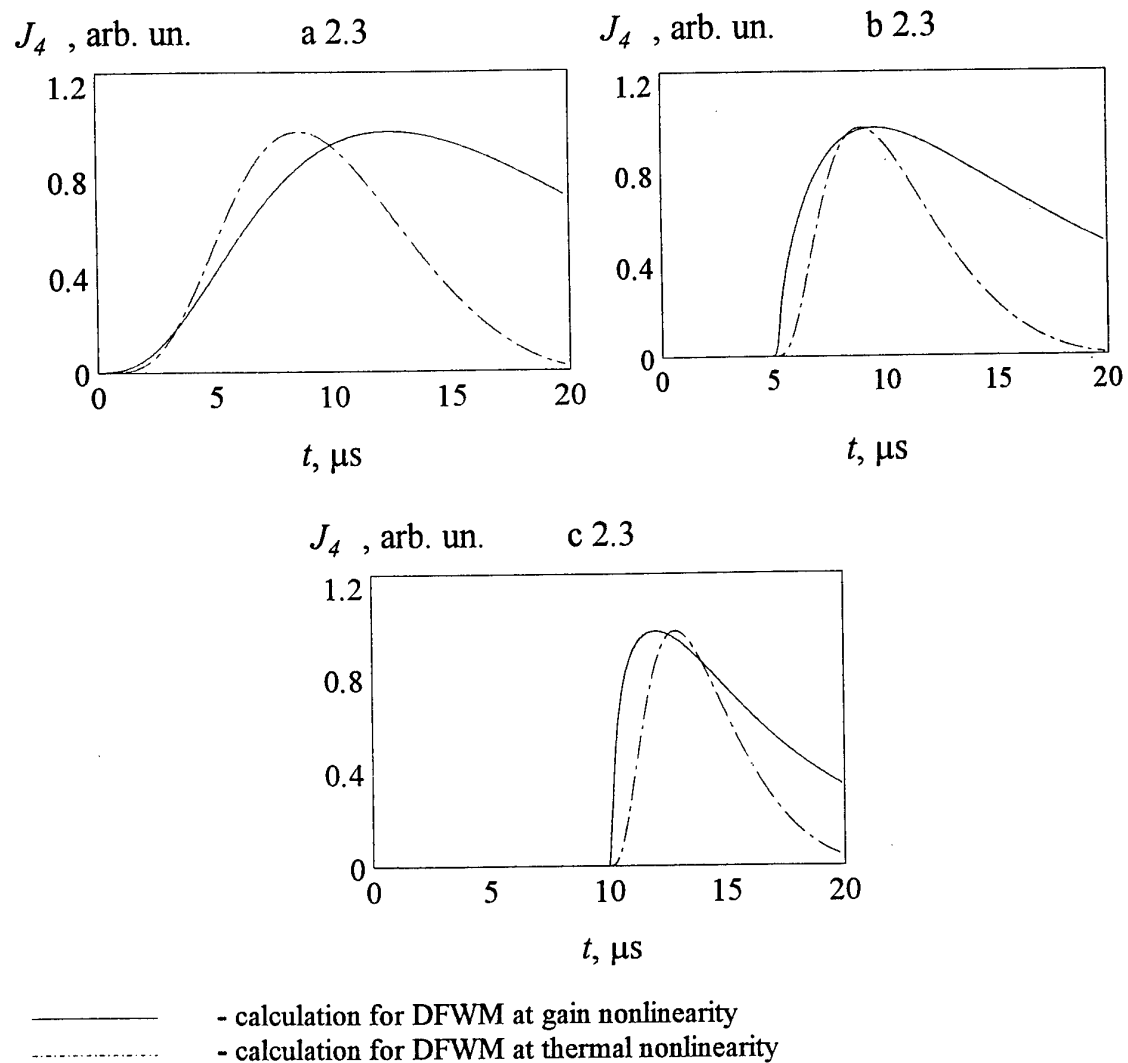 J4 , arb. un. a 2.3
1.2
0.8
0.4
0
0 5 10 15 20
t, μs
J4 , arb. un. b 2.3
1.2
0.8
0.4
0
0 5 10 15 20
t, μs
J4 , arb. un. c 2.3
1.2
0.8
0.4
0
0 5 10 15 20
t, μs
- calculation for DFWM at gain nonlinearity
- calculation for DFWM at thermal nonlinearity